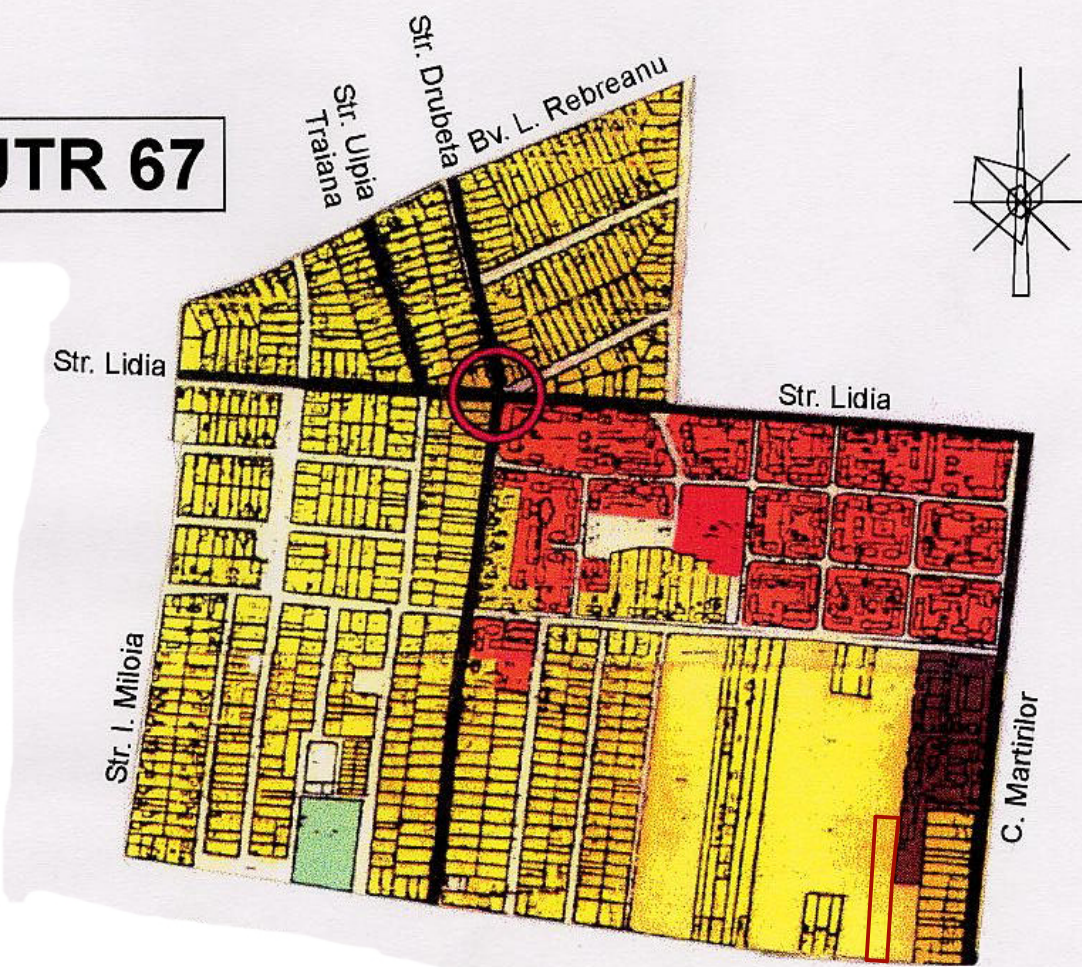 Str. Drubeta
Bv. L. Rebreanu
Str. Ulpia
Traiana
UTR 67
Str. Lidia
Str. Lidia
Str. I. Miloia
C. Martirilor